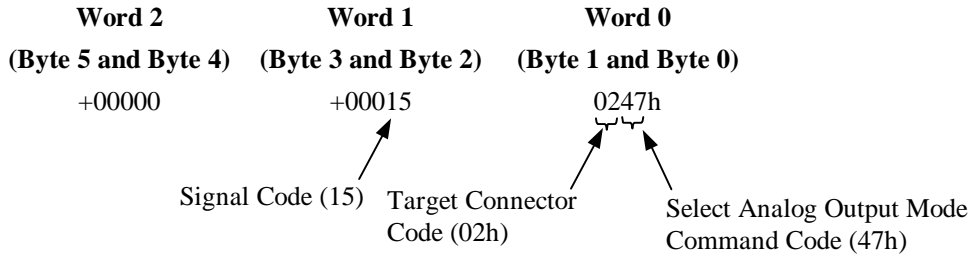 Word 2 Word 1 Word 0
(Byte 5 and Byte 4) (Byte 3 and Byte 2) (Byte 1 and Byte 0)
+00000 +00015 0247h
Signal Code (15)
Target Connector
Code (02h)
Select Analog Output Mode
Command Code (47h)